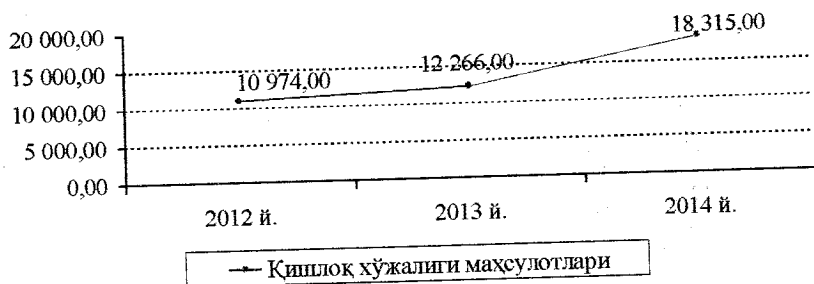 20 000,00
15 000,00
10 000,00
5 000,00
0,00
10 974,00
12 266,00
18 315,00
2012 й.
2013 й.
2014 й.
Қишлоқ хўжалиги маҳсулотлари